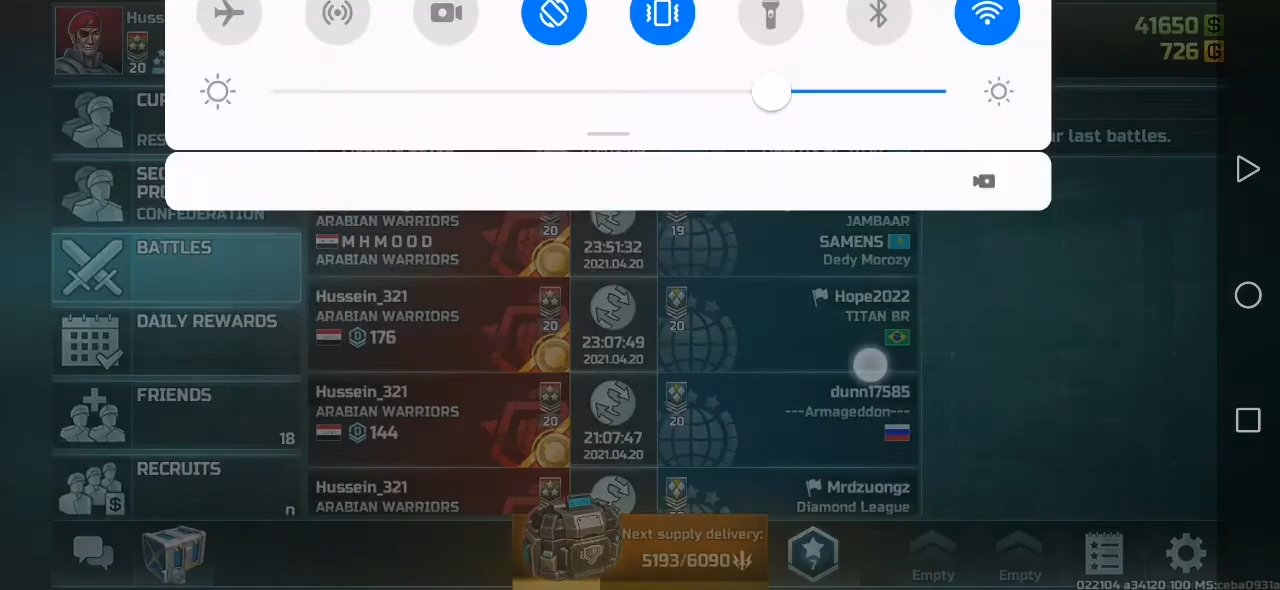 Huss
20
41650
726
CU
RES
SEC
PRO
CONFEDERATION
BATTLES
DAILY REWARDS
FRIENDS
18
RECRUITS
n
r last battles.
ARABIAN WARRIORS
M H M O O D
ARABIAN WARRIORS
20
23:51:32
2021.04.20
19
JAMBAAR
SAMENS
Dedy Morozy
Hussein_321
ARABIAN WARRIORS
176
20
23:07:49
2021.04.20
20
Hope2022
TITAN BR
Hussein_321
ARABIAN WARRIORS
144
20
21:07:47
2021.04.20
20
dunn17585
---Armageddon---
Hussein_321
ARABIAN WARRIORS
Mrdzuongz
Diamond League
1
Next supply delivery:
5193/6090
7
Empty
Empty
022104 a34120 100 MS:ceba0931a